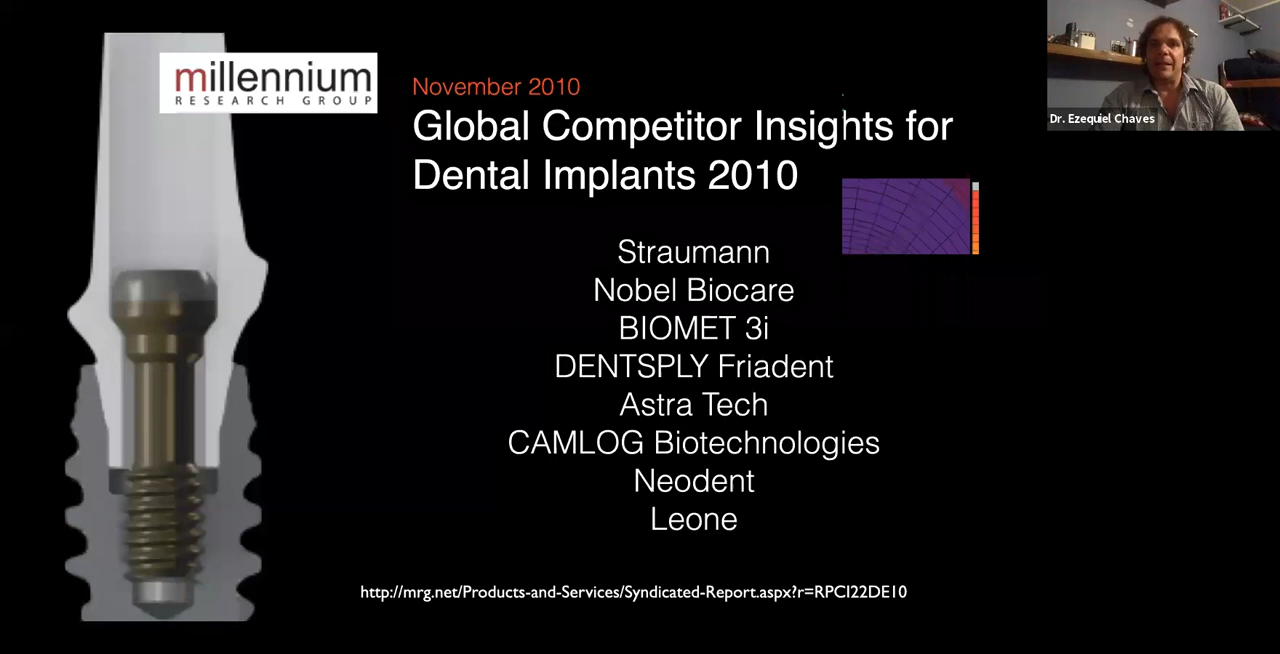 millennium
RESEARCH GROUP
November 2010
Global Competitor Insights for
Dental Implants 2010
Straumann
Nobel Biocare
BIOMET 3i
DENTSPLY Friadent
Astra Tech
CAMLOG Biotechnologies
Neodent
Leone
http://mrg.net/Products-and-Services/Syndicated-Report.aspx?r=RPCI22DE10
Dr. Ezequiel Chaves